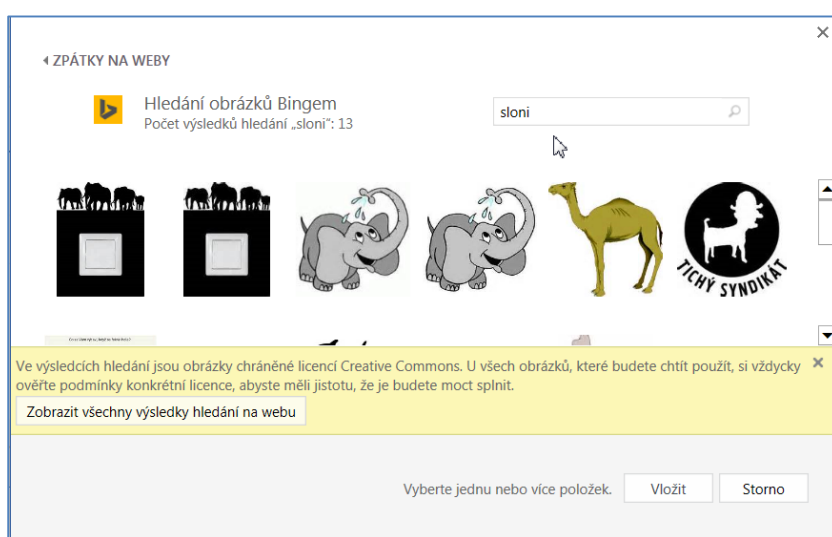 ZPÁTKY NA WEBY
Hledání obrázků Bingem
Počet výsledků hledání „sloni“: 13
sloni
TICHÝ SYNDIKÁT
Ve výsledcích hledání jsou obrázky chráněné licencí Creative Commons. U všech obrázků, které budete chtít použít, si vždycky
ověřte podmínky konkrétní licence, abyste měli jistotu, že je budete moct splnit.
Zobrazit všechny výsledky hledání na webu
Vyberte jednu nebo více položek.
Vložit
Storno